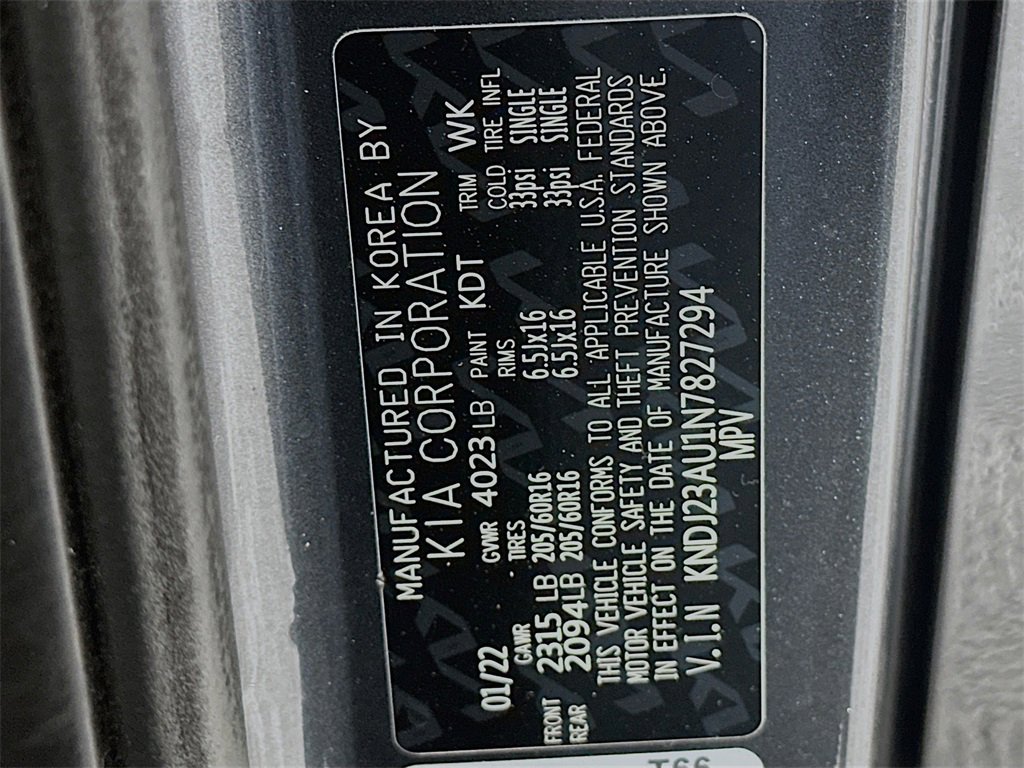 MANUFACTURED IN KOREA BY
KIA CORPORATION
01/22 GVWR 4023 LB PAINT KDT TRIM WK
GAWR TIRES RIMS COLD TIRE INFL
FRONT 2315 LB 205/60R16 6.5Jx16 33psi SINGLE
REAR 2094LB 205/60R16 6.5Jx16 33psi SINGLE
THIS VEHICLE CONFORMS TO ALL APPLICABLE U.S.A. FEDERAL
MOTOR VEHICLE SAFETY AND THEFT PREVENTION STANDARDS
IN EFFECT ON THE DATE OF MANUFACTURE SHOWN ABOVE.
V.I.N KNDJ23AU1N7827294
MPV